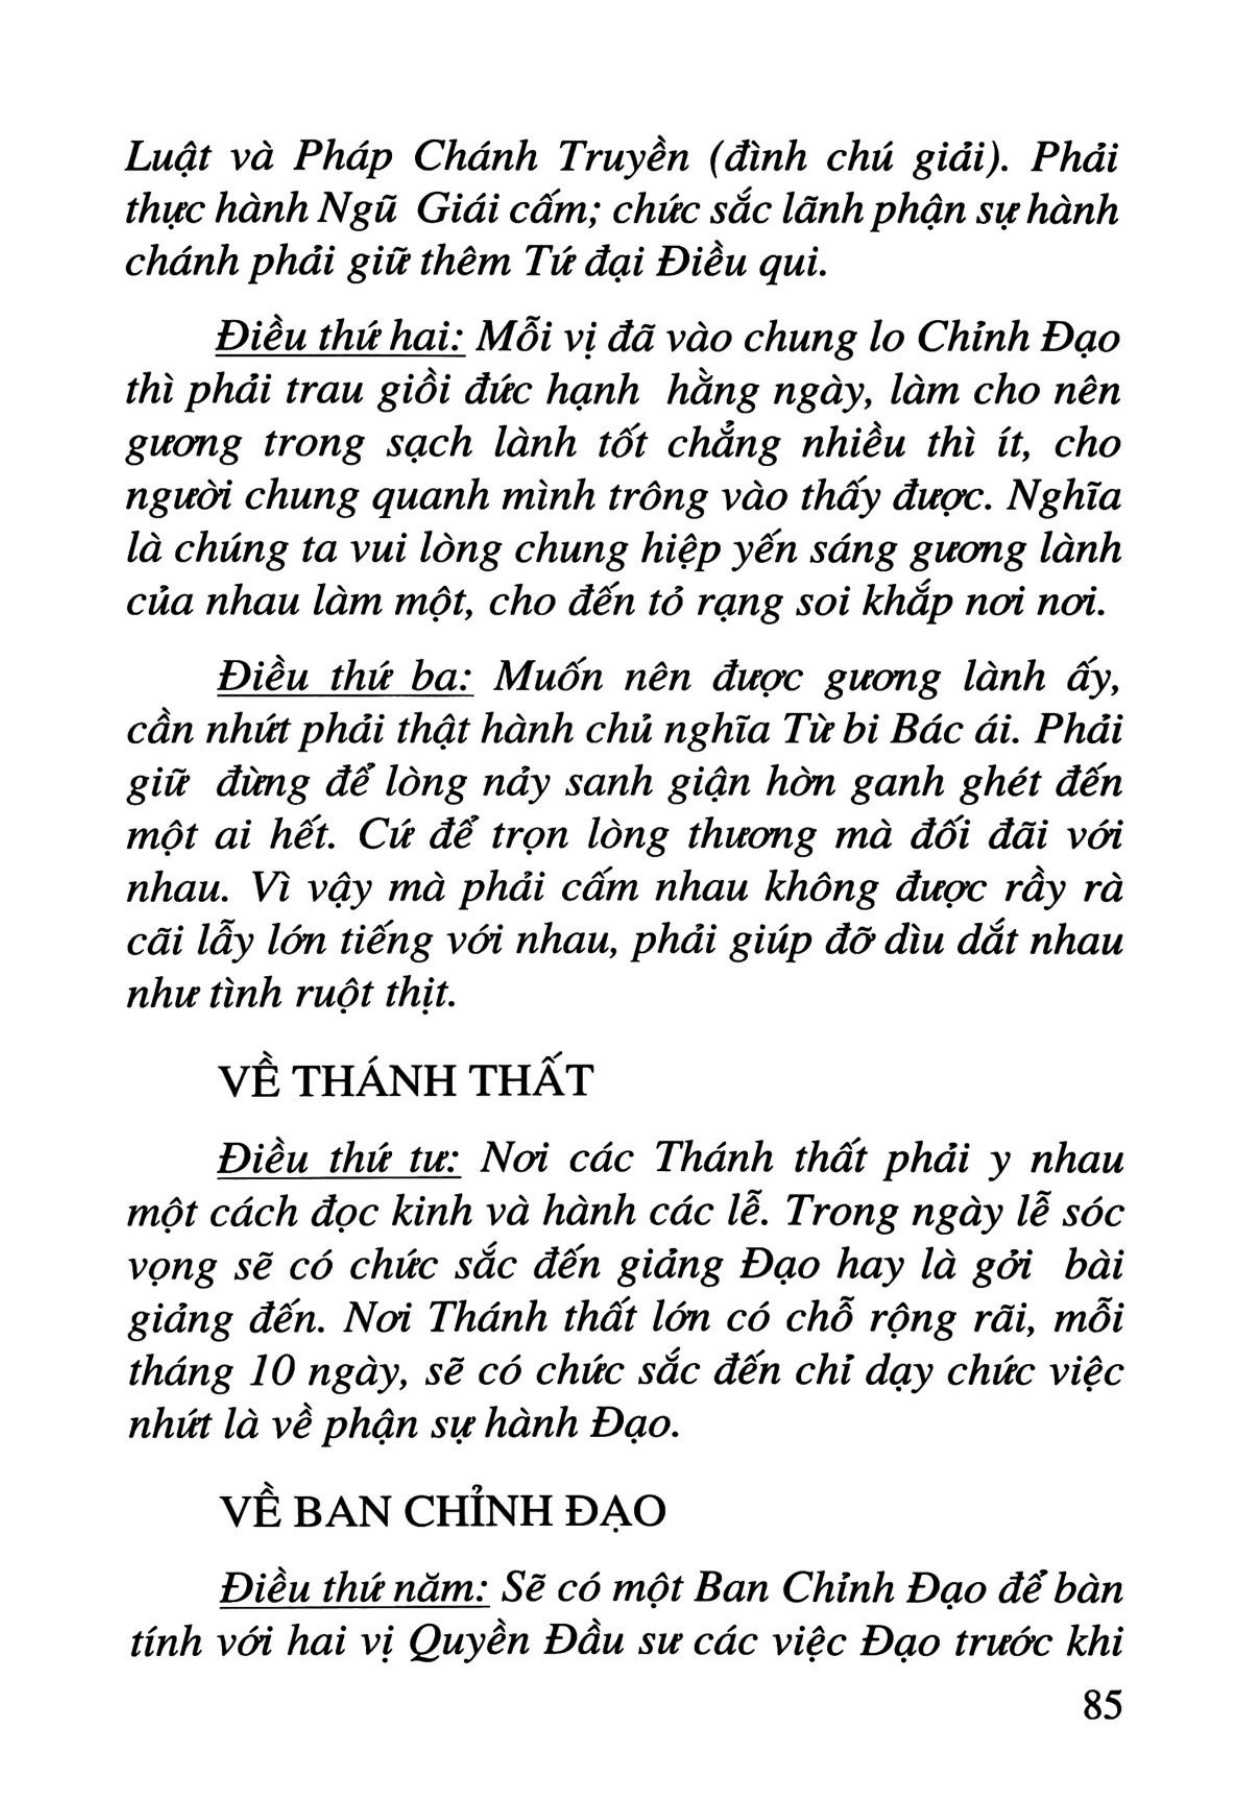 Luật và Pháp Chánh Truyền (đình chú giải). Phải
thực hành Ngũ Giái cấm; chức sắc lãnh phận sự hành
chánh phải giữ thêm Tứ đại Điều qui.
Điều thứ hai: Mỗi vị đã vào chung lo Chỉnh Đạo
thì phải trau giồi đức hạnh hằng ngày, làm cho nên
gương trong sạch lành tốt chẳng nhiều thì ít, cho
người chung quanh mình trông vào thấy được. Nghĩa
là chúng ta vui lòng chung hiệp yến sáng gương lành
của nhau làm một, cho đến tỏ rạng soi khắp nơi nơi.
Điều thứ ba: Muốn nên được gương lành ấy,
cần nhứt phải thật hành chủ nghĩa Từ bi Bác ái. Phải
giữ đừng để lòng nảy sanh giận hờn ganh ghét đến
một ai hết. Cứ để trọn lòng thương mà đối đãi với
nhau. Vì vậy mà phải cấm nhau không được rầy rà
cãi lẫy lớn tiếng với nhau, phải giúp đỡ dìu dắt nhau
như tình ruột thịt.
VỀ THÁNH THẤT
Điều thứ tư: Nơi các Thánh thất phải y nhau
một cách đọc kinh và hành các lễ. Trong ngày lễ sóc
vọng sẽ có chức sắc đến giảng Đạo hay là gởi bài
giảng đến. Nơi Thánh thất lớn có chỗ rộng rãi, mỗi
tháng 10 ngày, sẽ có chức sắc đến chỉ dạy chức việc
nhứt là về phận sự hành Đạo.
VỀ BAN CHỈNH ĐẠO
Điều thứ năm: Sẽ có một Ban Chỉnh Đạo để bàn
tính với hai vị Quyền Đầu sư các việc Đạo trước khi
85